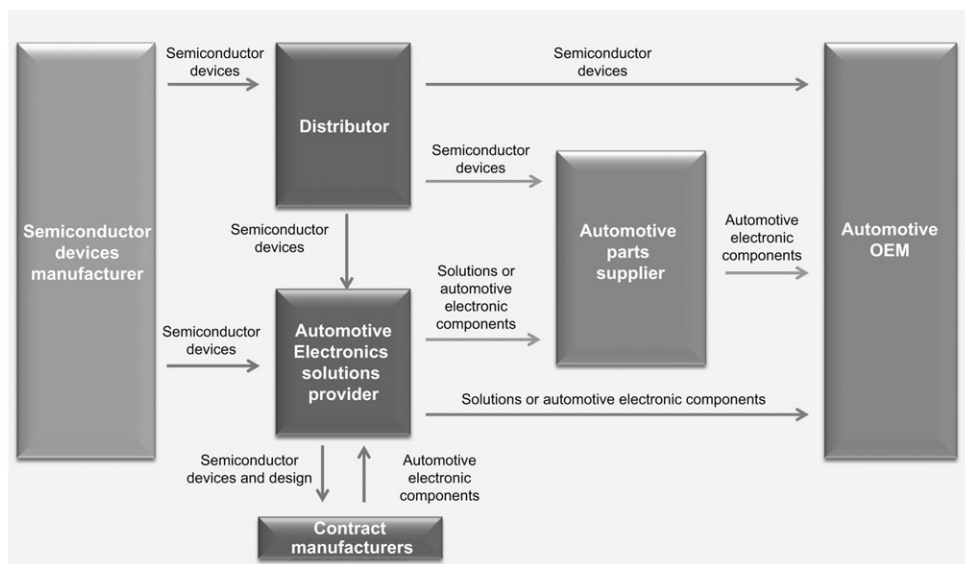 Semiconductor
devices
Semiconductor
devices
Distributor
Semiconductor
devices
Semiconductor
devices
manufacturer
Semiconductor
devices
Automotive
parts
supplier
Automotive
electronic
components
Automotive
OEM
Solutions or
automotive
electronic
components
Semiconductor
devices
Automotive
Electronics
solutions
provider
Solutions or automotive electronic components
Semiconductor
devices and design
Automotive
electronic
components
Contract
manufacturers